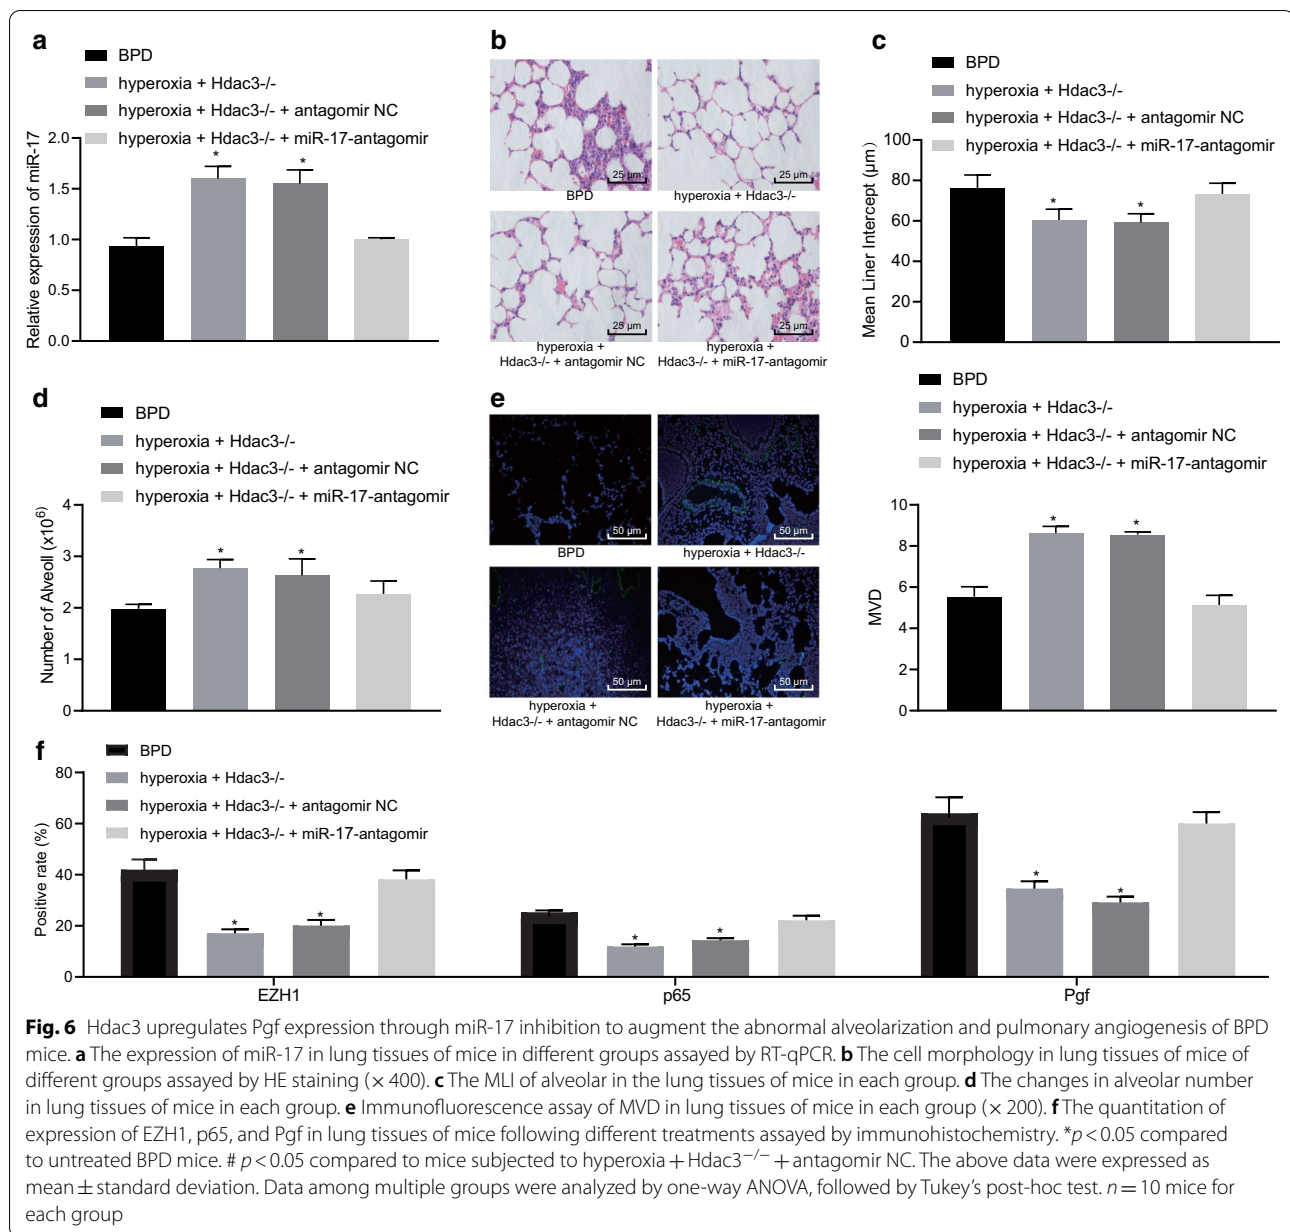 a
BPD
hyperoxia + Hdac3-/-
hyperoxia + Hdac3-/- + antagomir NC
hyperoxia + Hdac3-/- + miR-17-antagomir
Relative expression of miR-17
2.0
1.5
1.0
0.5
0.0
*
*
b
25 µm
25 µm
BPD
hyperoxia + Hdac3-/-
25 µm
25 µm
hyperoxia +
Hdac3-/- + antagomir NC
hyperoxia +
Hdac3-/- + miR-17-antagomir
c
BPD
hyperoxia + Hdac3-/-
hyperoxia + Hdac3-/- + antagomir NC
hyperoxia + Hdac3-/- + miR-17-antagomir
Mean Liner Intercept (µm)
100
80
60
40
20
0
*
*
d
BPD
hyperoxia + Hdac3-/-
hyperoxia + Hdac3-/- + antagomir NC
hyperoxia + Hdac3-/- + miR-17-antagomir
Number of Alveoll (x10⁶)
4
3
2
1
0
*
*
e
50 µm
50 µm
BPD
hyperoxia + Hdac3-/-
50 µm
50 µm
hyperoxia +
Hdac3-/- + antagomir NC
hyperoxia +
Hdac3-/- + miR-17-antagomir
BPD
hyperoxia + Hdac3-/-
hyperoxia + Hdac3-/- + antagomir NC
hyperoxia + Hdac3-/- + miR-17-antagomir
MVD
10
8
6
4
2
0
*
*
f
BPD
hyperoxia + Hdac3-/-
hyperoxia + Hdac3-/- + antagomir NC
hyperoxia + Hdac3-/- + miR-17-antagomir
Positive rate (%)
80
60
40
20
0
*
*
*
*
*
*
EZH1
p65
Pgf
Fig. 6 Hdac3 upregulates Pgf expression through miR-17 inhibition to augment the abnormal alveolarization and pulmonary angiogenesis of BPD
mice. a The expression of miR-17 in lung tissues of mice in different groups assayed by RT-qPCR. b The cell morphology in lung tissues of mice of
different groups assayed by HE staining (× 400). c The MLI of alveolar in the lung tissues of mice in each group. d The changes in alveolar number
in lung tissues of mice in each group. e Immunofluorescence assay of MVD in lung tissues of mice in each group (× 200). f The quantitation of
expression of EZH1, p65, and Pgf in lung tissues of mice following different treatments assayed by immunohistochemistry. *p < 0.05 compared
to untreated BPD mice. # p < 0.05 compared to mice subjected to hyperoxia + Hdac3⁻/⁻ + antagomir NC. The above data were expressed as
mean ± standard deviation. Data among multiple groups were analyzed by one-way ANOVA, followed by Tukey's post-hoc test. n = 10 mice for
each group